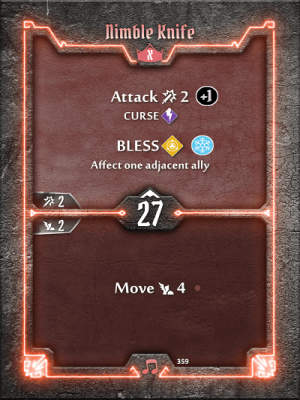 Nimble Knife
X
Attack 2 +1
CURSE
BLESS
Affect one adjacent ally
2
27
2
Move 4
359